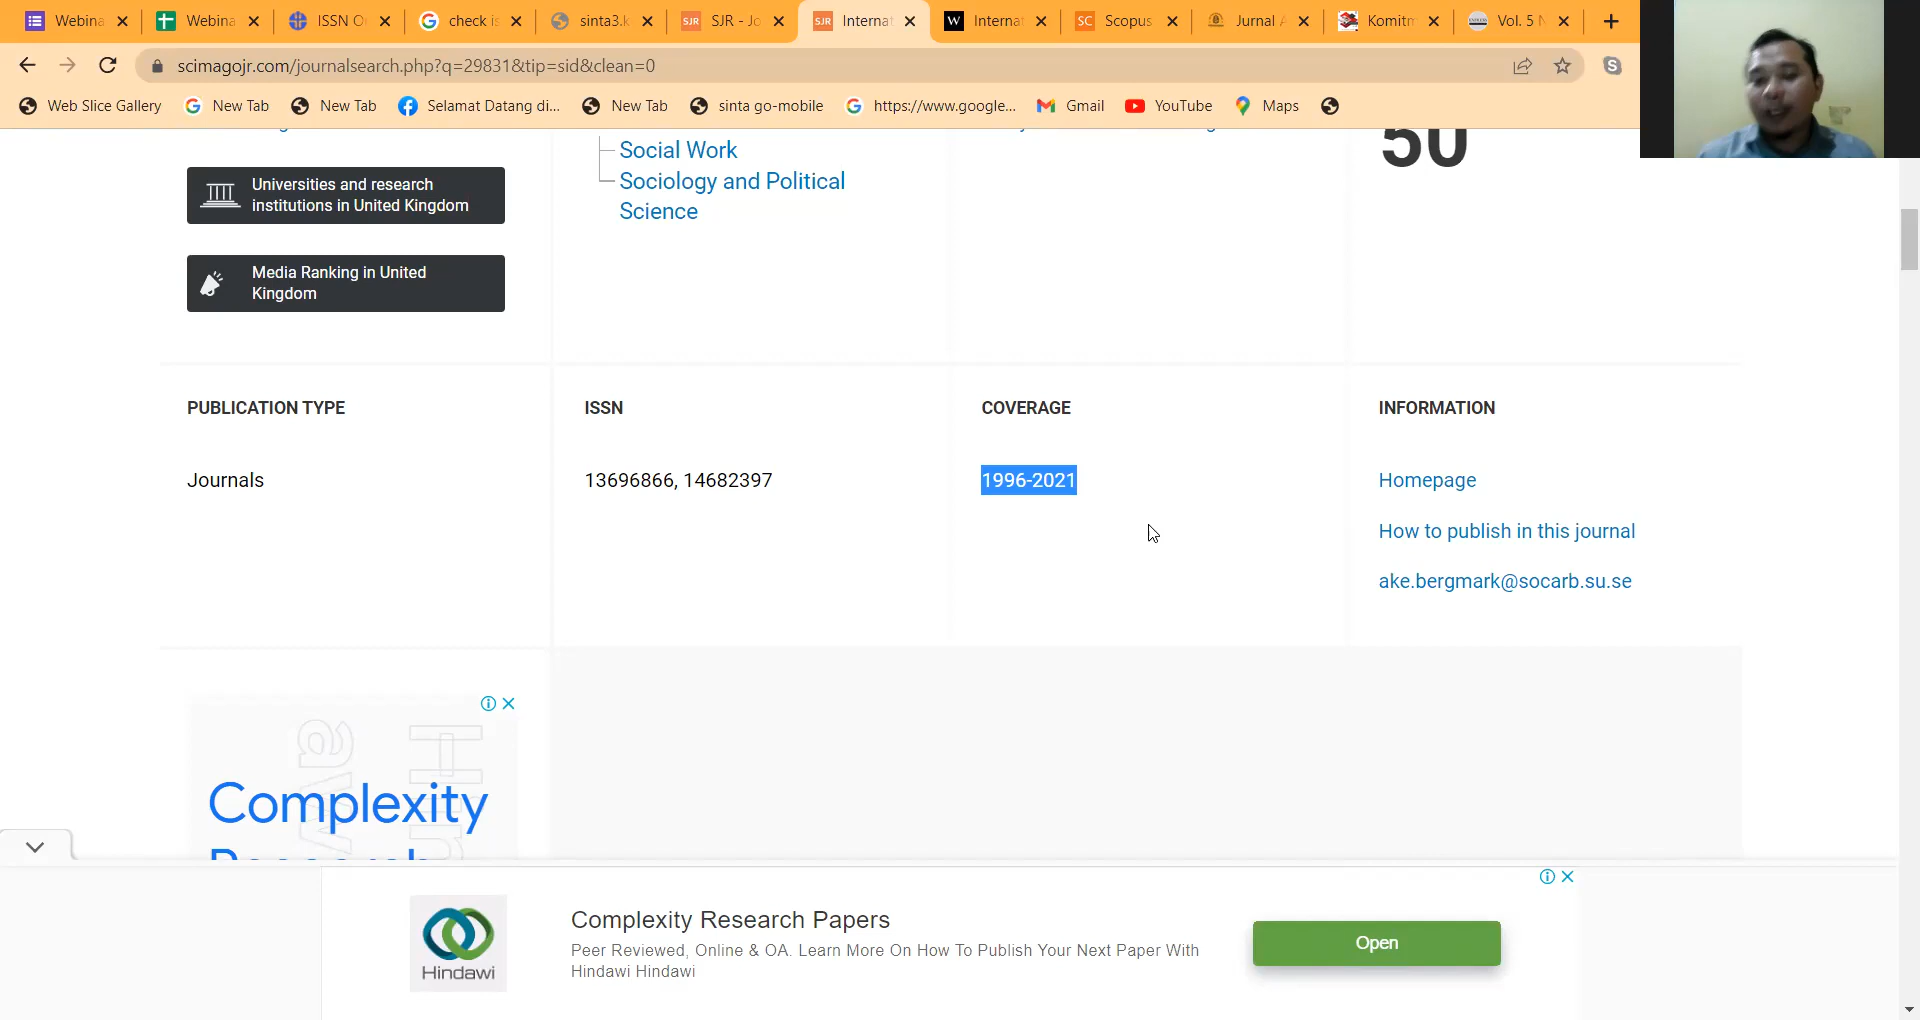 Webina
Webina
ISSN O
check is
sinta3.k
SJR - Jo
Internat
Internat
Scopus
Jurnal A
Komitm
Vol. 5 N
scimagojr.com/journalsearch.php?q=29831&tip=sid&clean=0
Web Slice Gallery
New Tab
New Tab
Selamat Datang di...
New Tab
sinta go-mobile
https://www.google...
Gmail
YouTube
Maps
Universities and research
institutions in United Kingdom
Media Ranking in United
Kingdom
Social Work
Sociology and Political
Science
50
PUBLICATION TYPE
Journals
ISSN
13696866, 14682397
COVERAGE
1996-2021
INFORMATION
Homepage
How to publish in this journal
ake.bergmark@socarb.su.se
Complexity
Research
Hindawi
Complexity Research Papers
Peer Reviewed, Online & OA. Learn More On How To Publish Your Next Paper With
Hindawi Hindawi
Open